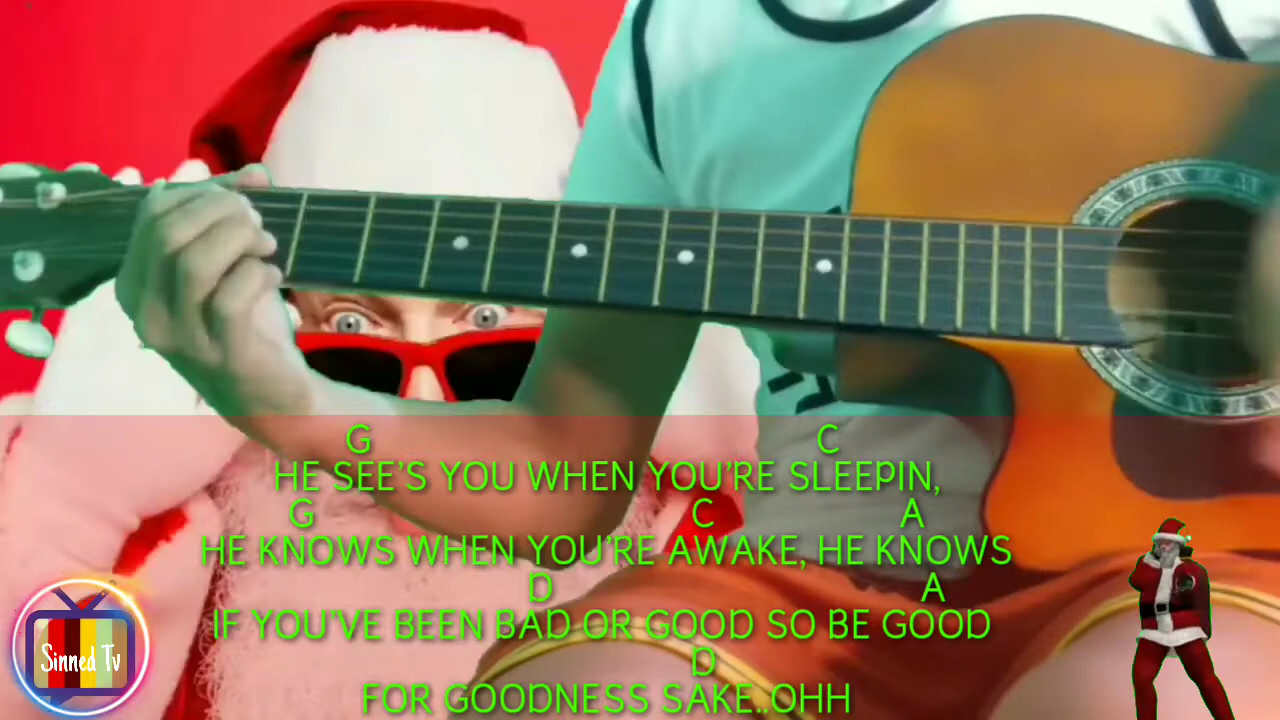 G C
HE SEE'S YOU WHEN YOU'RE SLEEPIN,
G C A
HE KNOWS WHEN YOU'RE AWAKE, HE KNOWS
D A
IF YOU'VE BEEN BAD OR GOOD SO BE GOOD
D
FOR GOODNESS SAKE..OHH
Sinned Tv